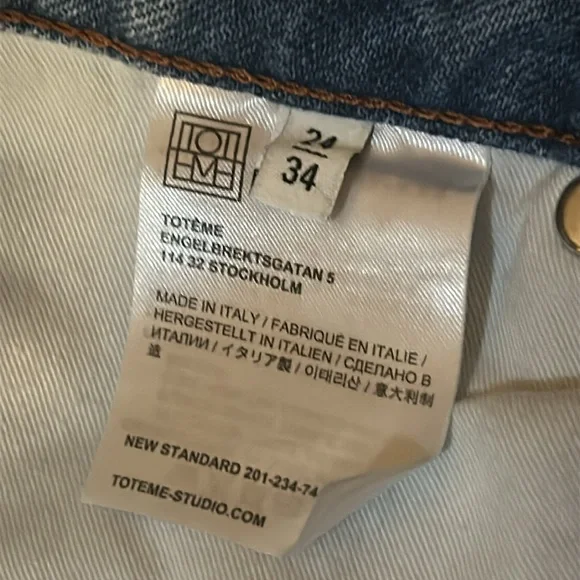 TOT
EME
24
34
TOTÊME
ENGELBREKTSGATAN 5
114 32 STOCKHOLM
MADE IN ITALY / FABRIQUÉ EN ITALIE /
HERGESTELLT IN ITALIEN / СДЕЛАНО В
ИТАЛИИ / イタリア製 / 이태리산 / 意大利制
造
NEW STANDARD 201-234-74
TOTEME-STUDIO.COM